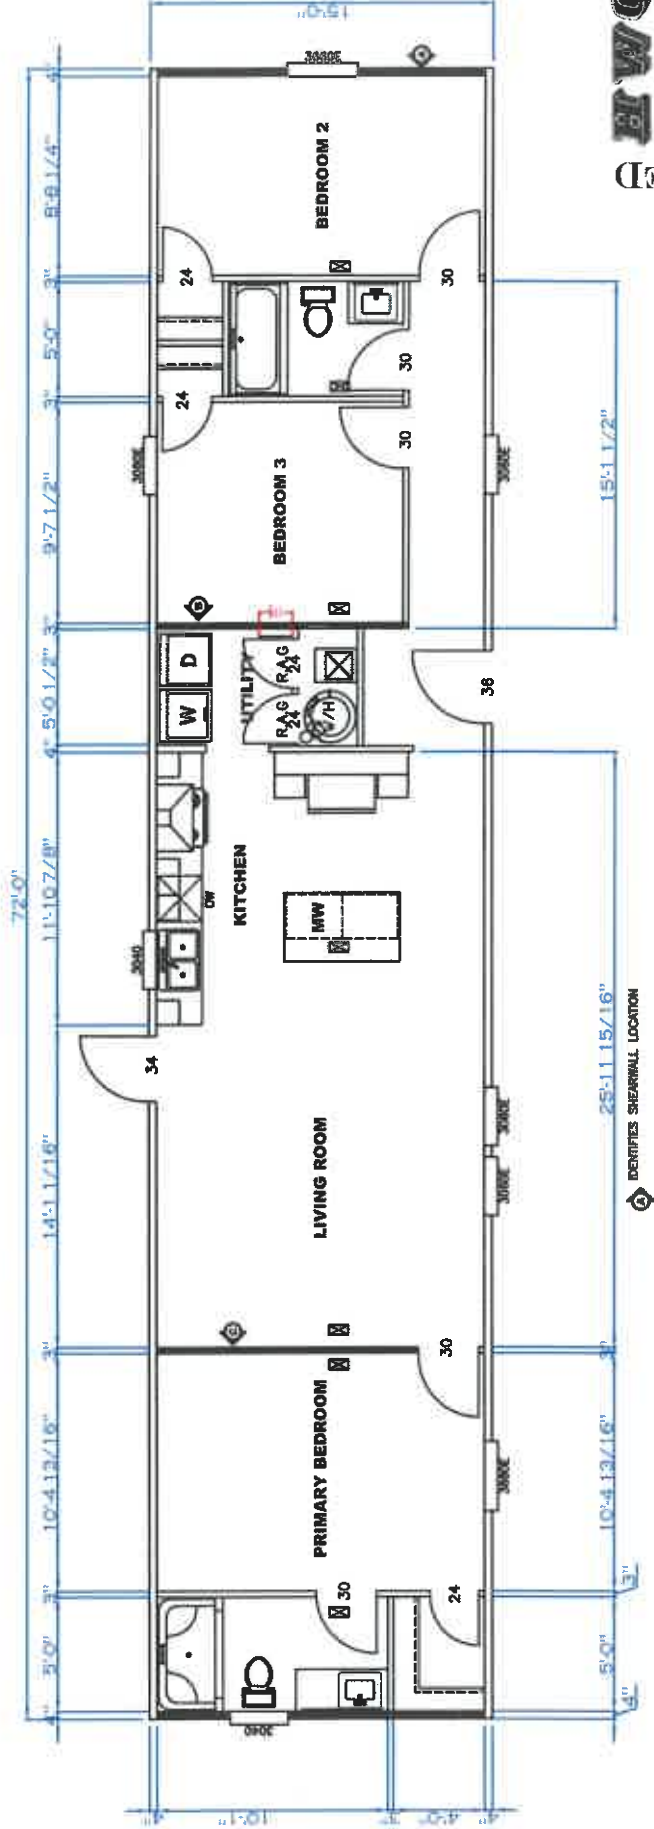 15'-0"
72'-0"
4"
5'-0"
3"
10'-4 13/16"
3"
14'-1 1/16"
11'-10 7/8"
4"
5'-0 1/2"
3"
9'-7 1/2"
3"
5'-0"
3"
8'-8 1/4"
4"
3040
3060E
34
24
24
W
D
DW
KITCHEN
MW
UTILITY
R.A.G
24
R.A.G
24
W/H
B
BEDROOM 3
BEDROOM 2
3060E
A
30
30
30
LIVING ROOM
C
PRIMARY BEDROOM
30
24
30
36
3040
3060E
3060E
3060E
3060E
4"
5'-0"
3"
10'-4 13/16"
3"
25'-11 15/16"
15'-1 1/2"
4'-0"
10'-1"
A IDENTIFIES SHEARWALL LOCATION